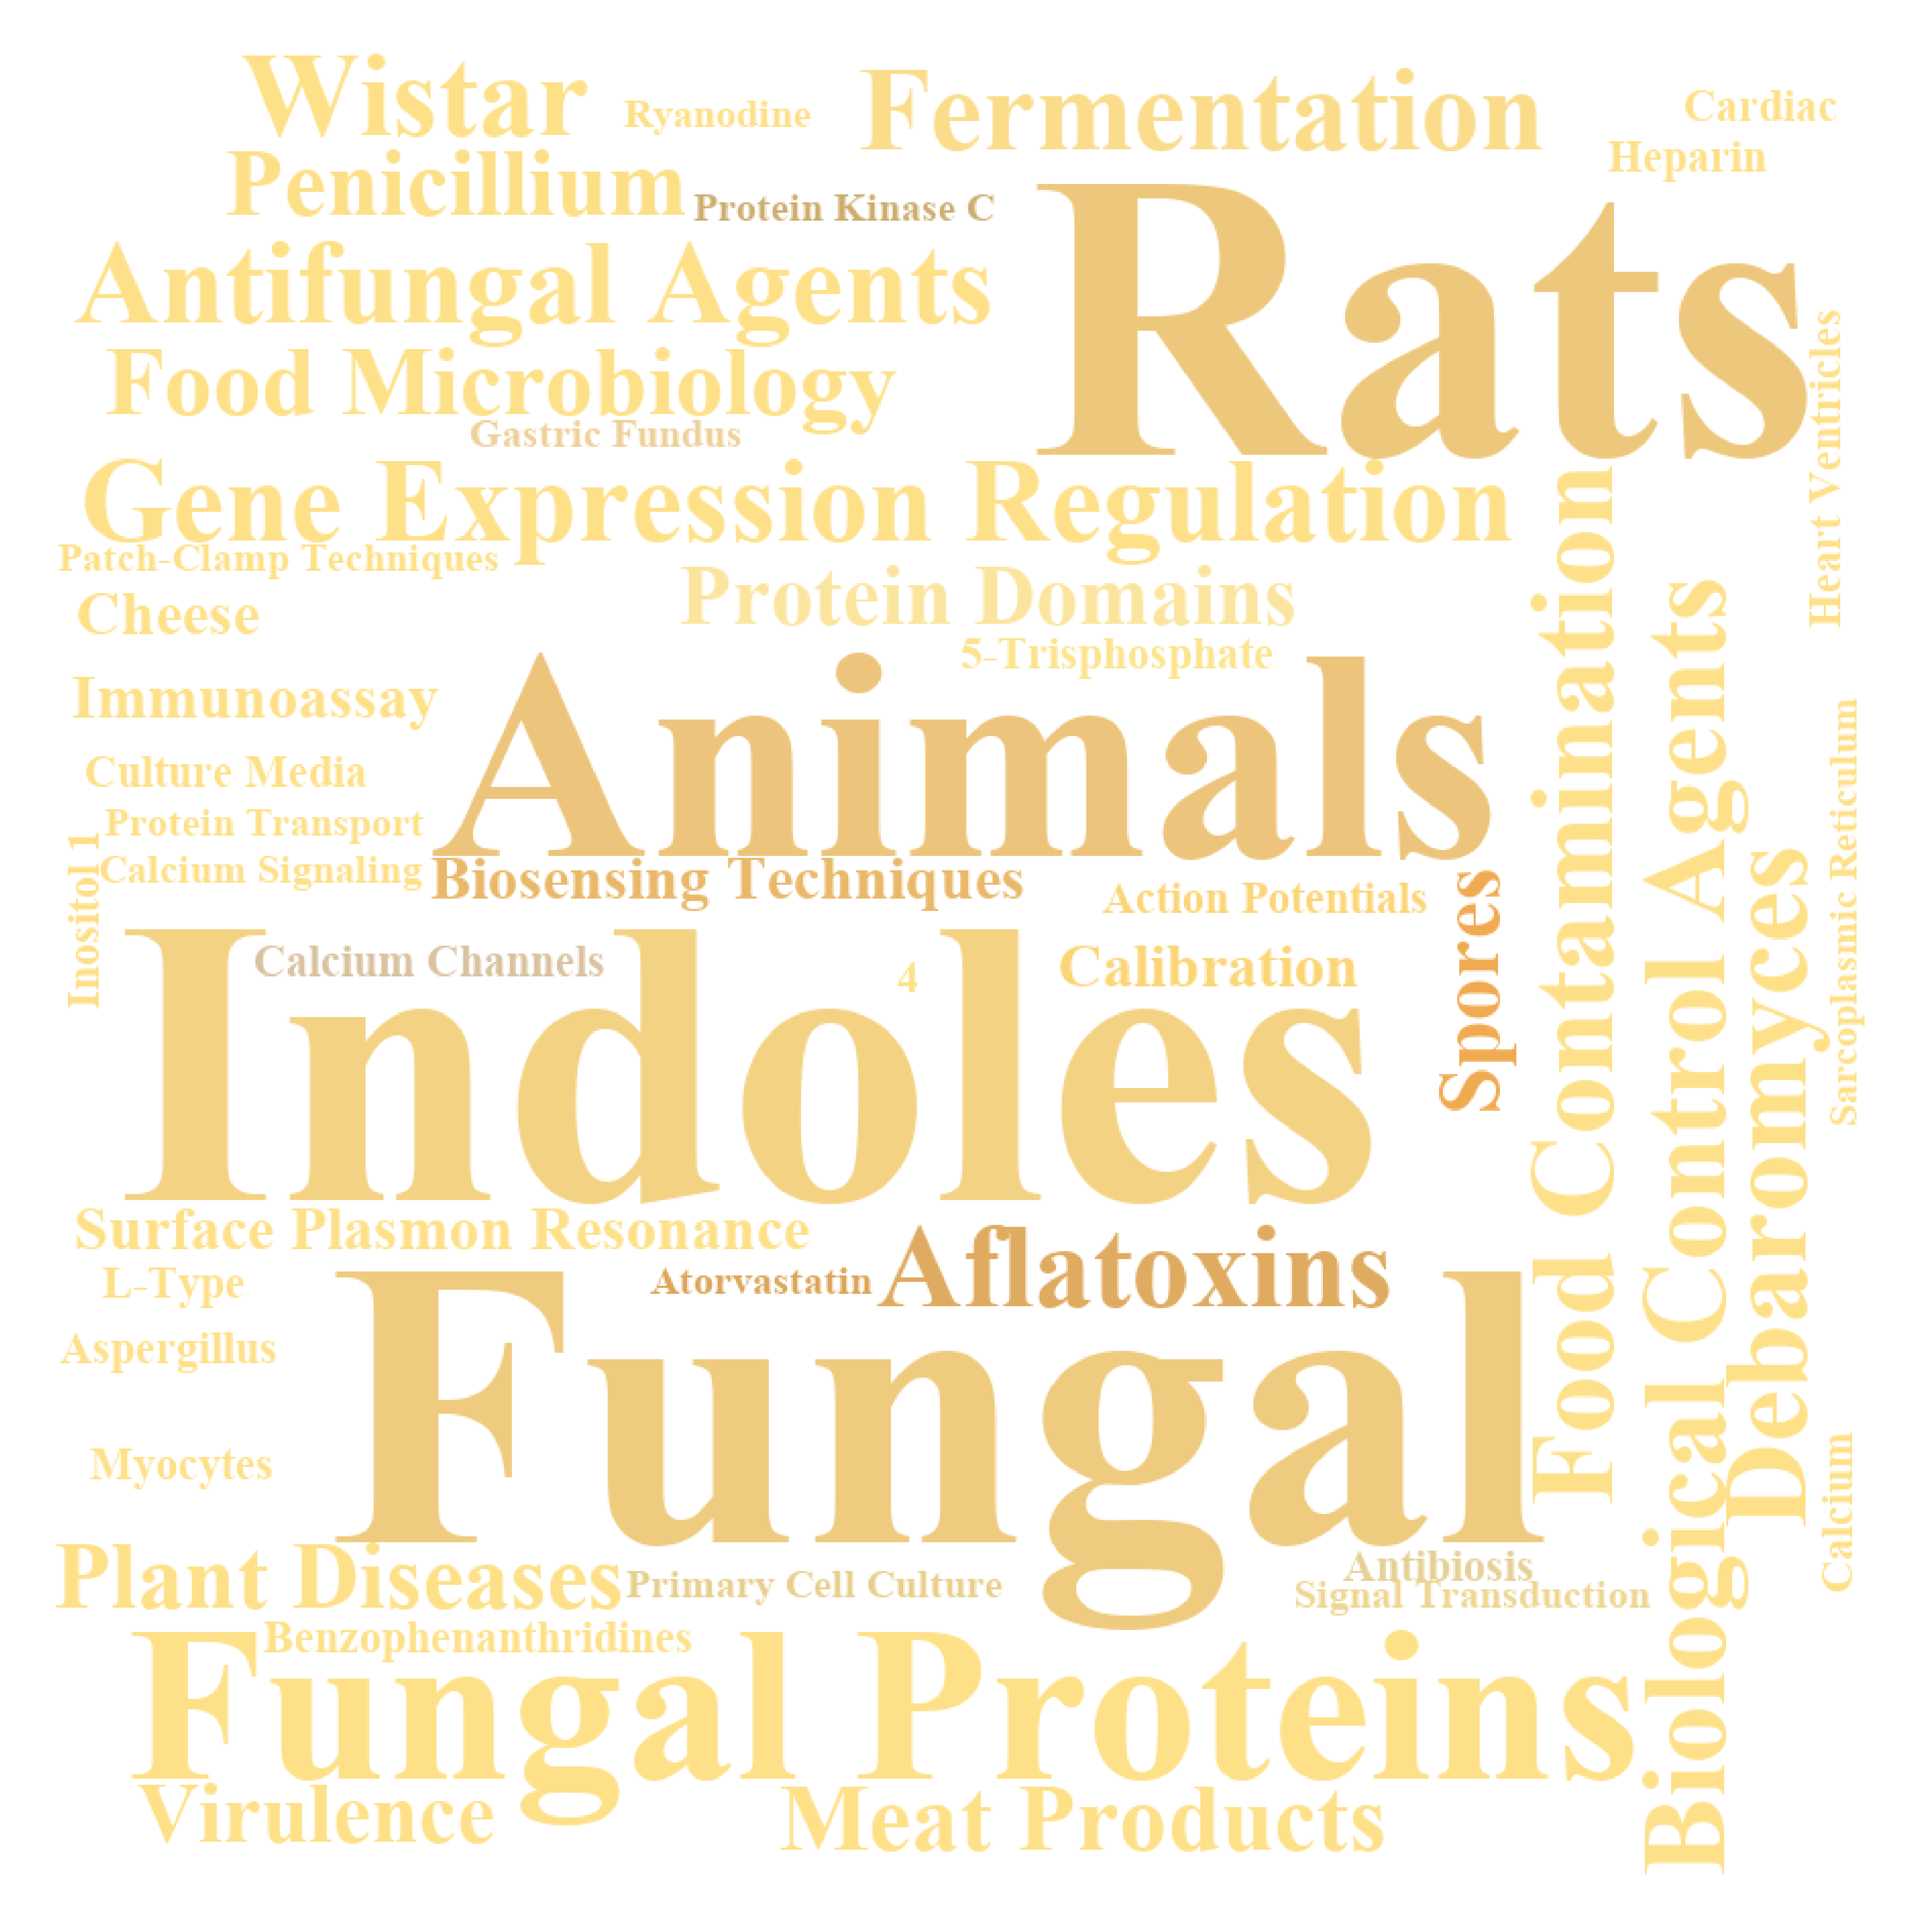 Wistar
Ryanodine
Fermentation
Cardiac
Heparin
Penicillium
Protein Kinase C
Rats
Antifungal Agents
Food Microbiology
Gastric Fundus
Heart Ventricles
Gene Expression Regulation
Patch-Clamp Techniques
Protein Domains
Cheese
5-Trisphosphate
Food Contamination
Biological Control Agents
Animals
Immunoassay
Culture Media
Protein Transport
Calcium Signaling
Inositol 1
Biosensing Techniques
Action Potentials
Spores
Debaromyces
Sarcoplasmic Reticulum
Calcium Channels
4
Calibration
Indoles
Surface Plasmon Resonance
Aflatoxins
L-Type
Atorvastatin
Aspergillus
Fungal
Myocytes
Calcium
Plant Diseases
Primary Cell Culture
Antibiosis
Signal Transduction
Benzophenanthridines
Fungal Proteins
Virulence
Meat Products